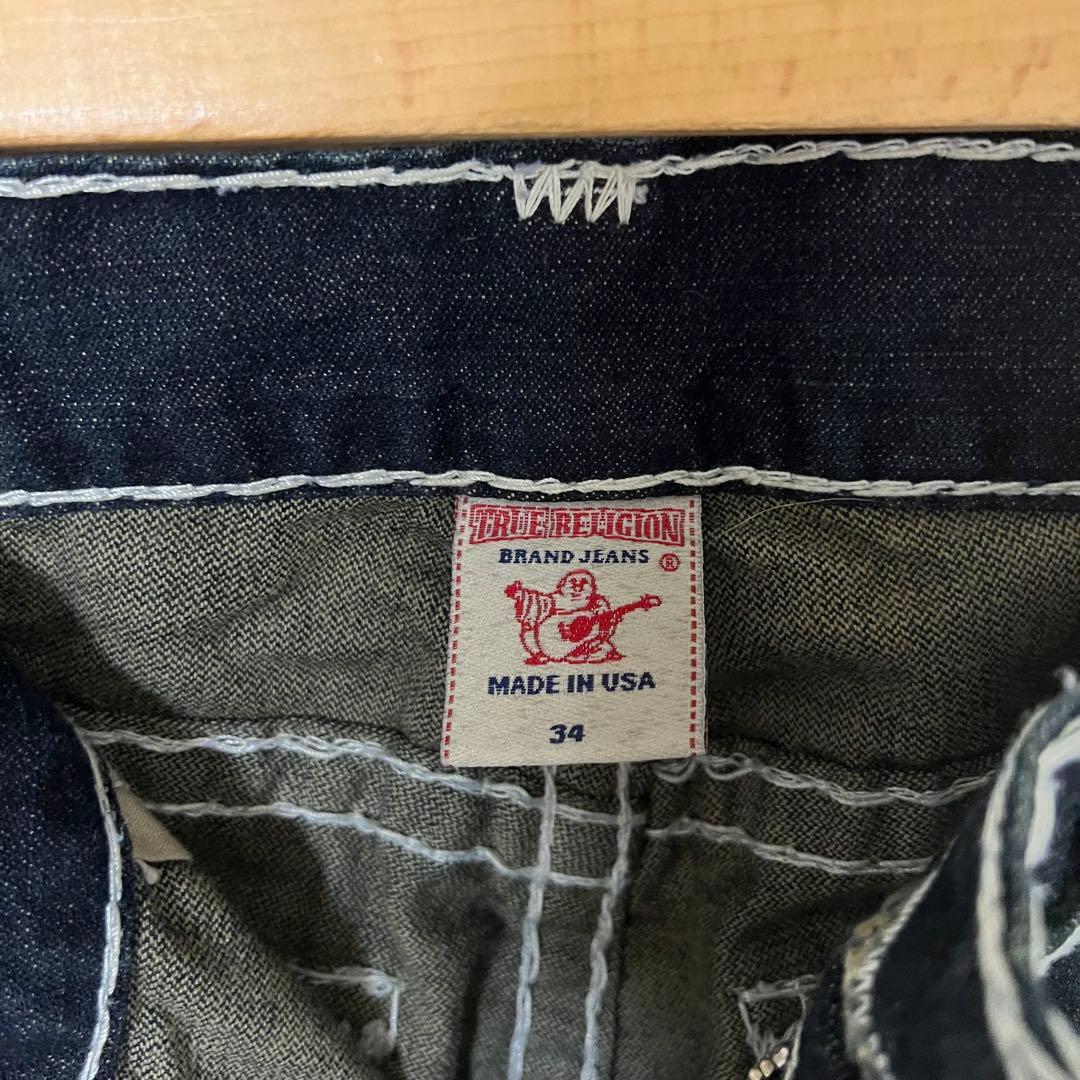 TRUE RELIGION
BRAND JEANS ®
MADE IN USA
34